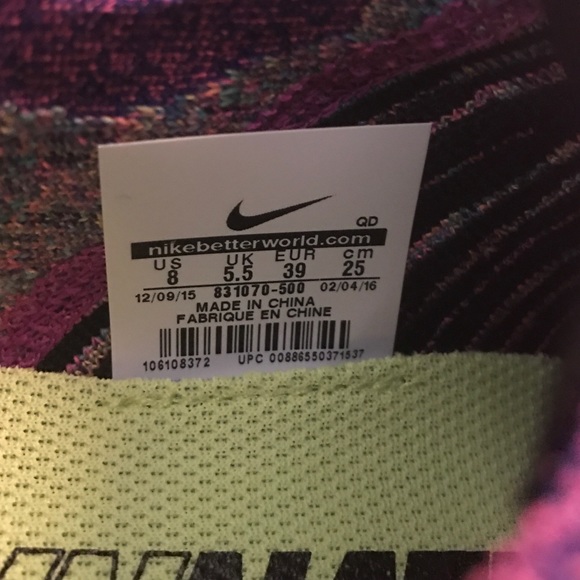 QD
nikebetterworld.com
US UK EUR cm
8 5.5 39 25
12/09/15 831070-500 02/04/16
MADE IN CHINA
FABRIQUE EN CHINE
106108372 UPC 00886550371537